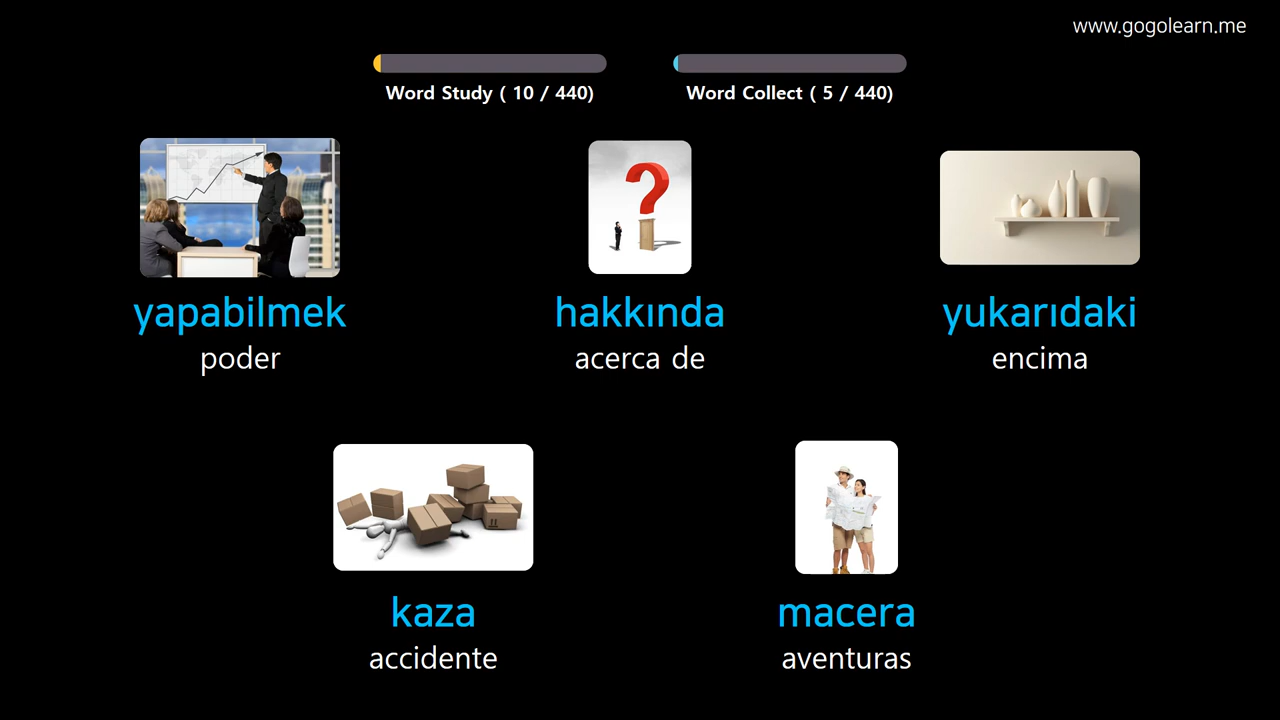 www.gogolearn.me
Word Study ( 10 / 440)
Word Collect ( 5 / 440)
yapabilmek
poder
hakkında
acerca de
yukarıdaki
encima
kaza
accidente
macera
aventuras